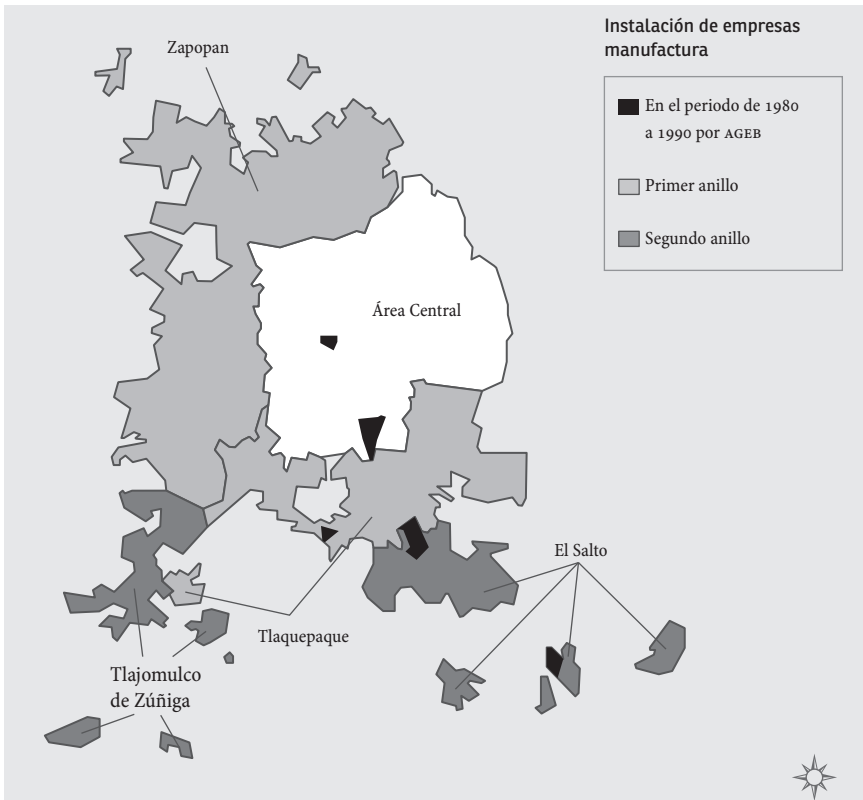 Instalación de empresas
manufactura
En el periodo de 1980
a 1990 por AGEB
Primer anillo
Segundo anillo
Zapopan
Área Central
El Salto
Tlaquepaque
Tlajomulco
de Zúñiga